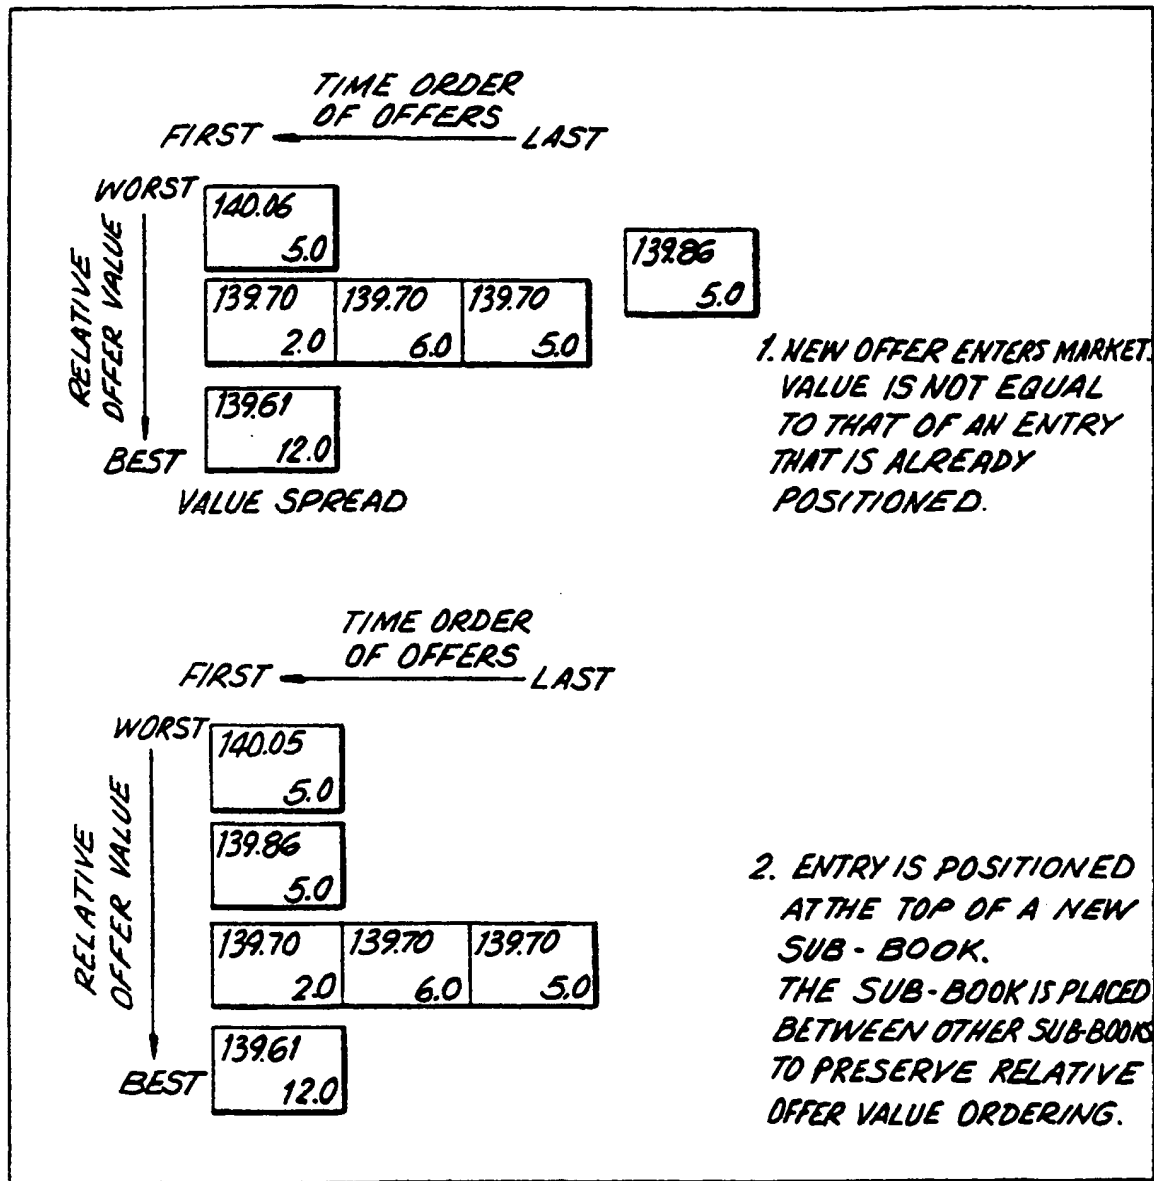 TIME ORDER
OF OFFERS
FIRST
LAST
WORST
RELATIVE
OFFER VALUE
BEST
140.06
5.0
139.70
2.0
139.70
6.0
139.70
5.0
139.61
12.0
VALUE SPREAD
139.86
5.0
1. NEW OFFER ENTERS MARKET.
VALUE IS NOT EQUAL
TO THAT OF AN ENTRY
THAT IS ALREADY
POSITIONED.
TIME ORDER
OF OFFERS
FIRST
LAST
WORST
RELATIVE
OFFER VALUE
BEST
140.05
5.0
139.86
5.0
139.70
2.0
139.70
6.0
139.70
5.0
139.61
12.0
2. ENTRY IS POSITIONED
AT THE TOP OF A NEW
SUB-BOOK.
THE SUB-BOOK IS PLACED
BETWEEN OTHER SUB-BOOKS
TO PRESERVE RELATIVE
OFFER VALUE ORDERING.